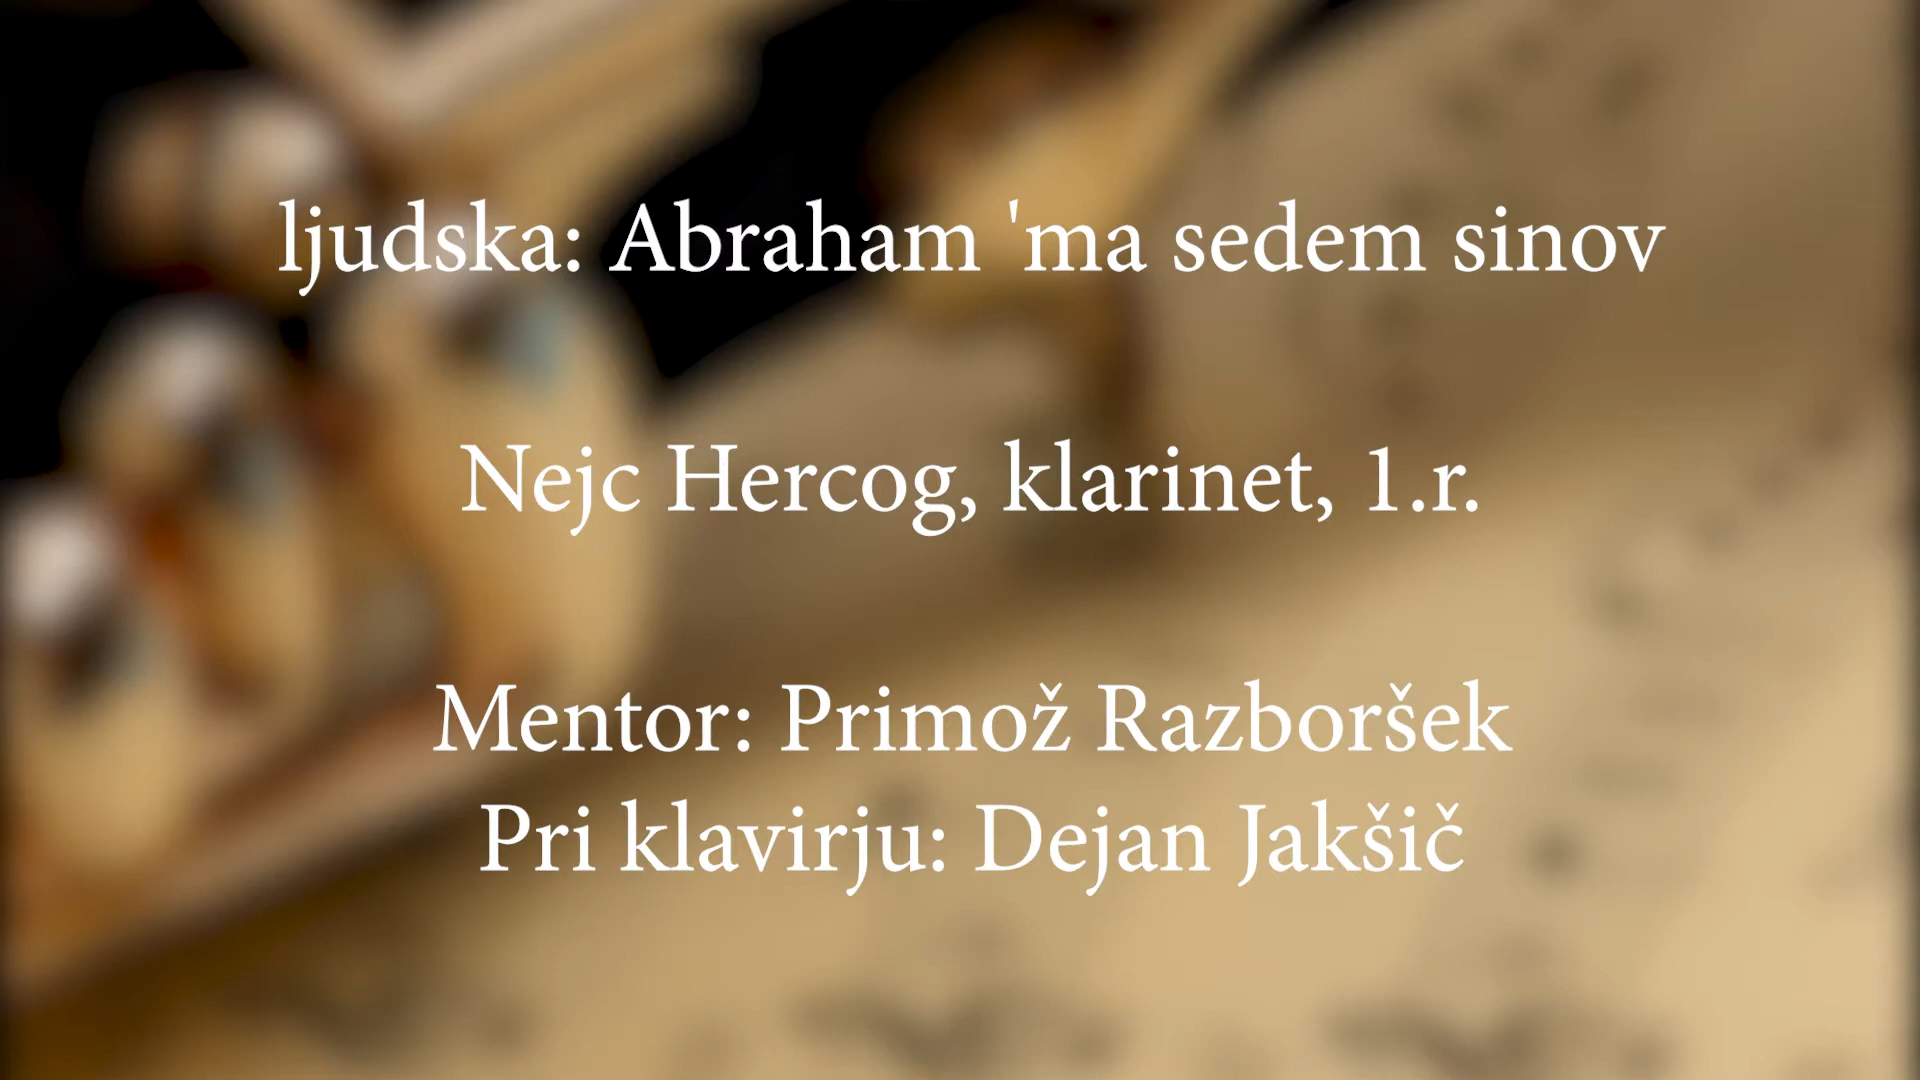 ljudska: Abraham 'ma sedem sinov
Nejc Hercog, klarinet, 1.r.
Mentor: Primož Razboršek
Pri klavirju: Dejan Jakšič